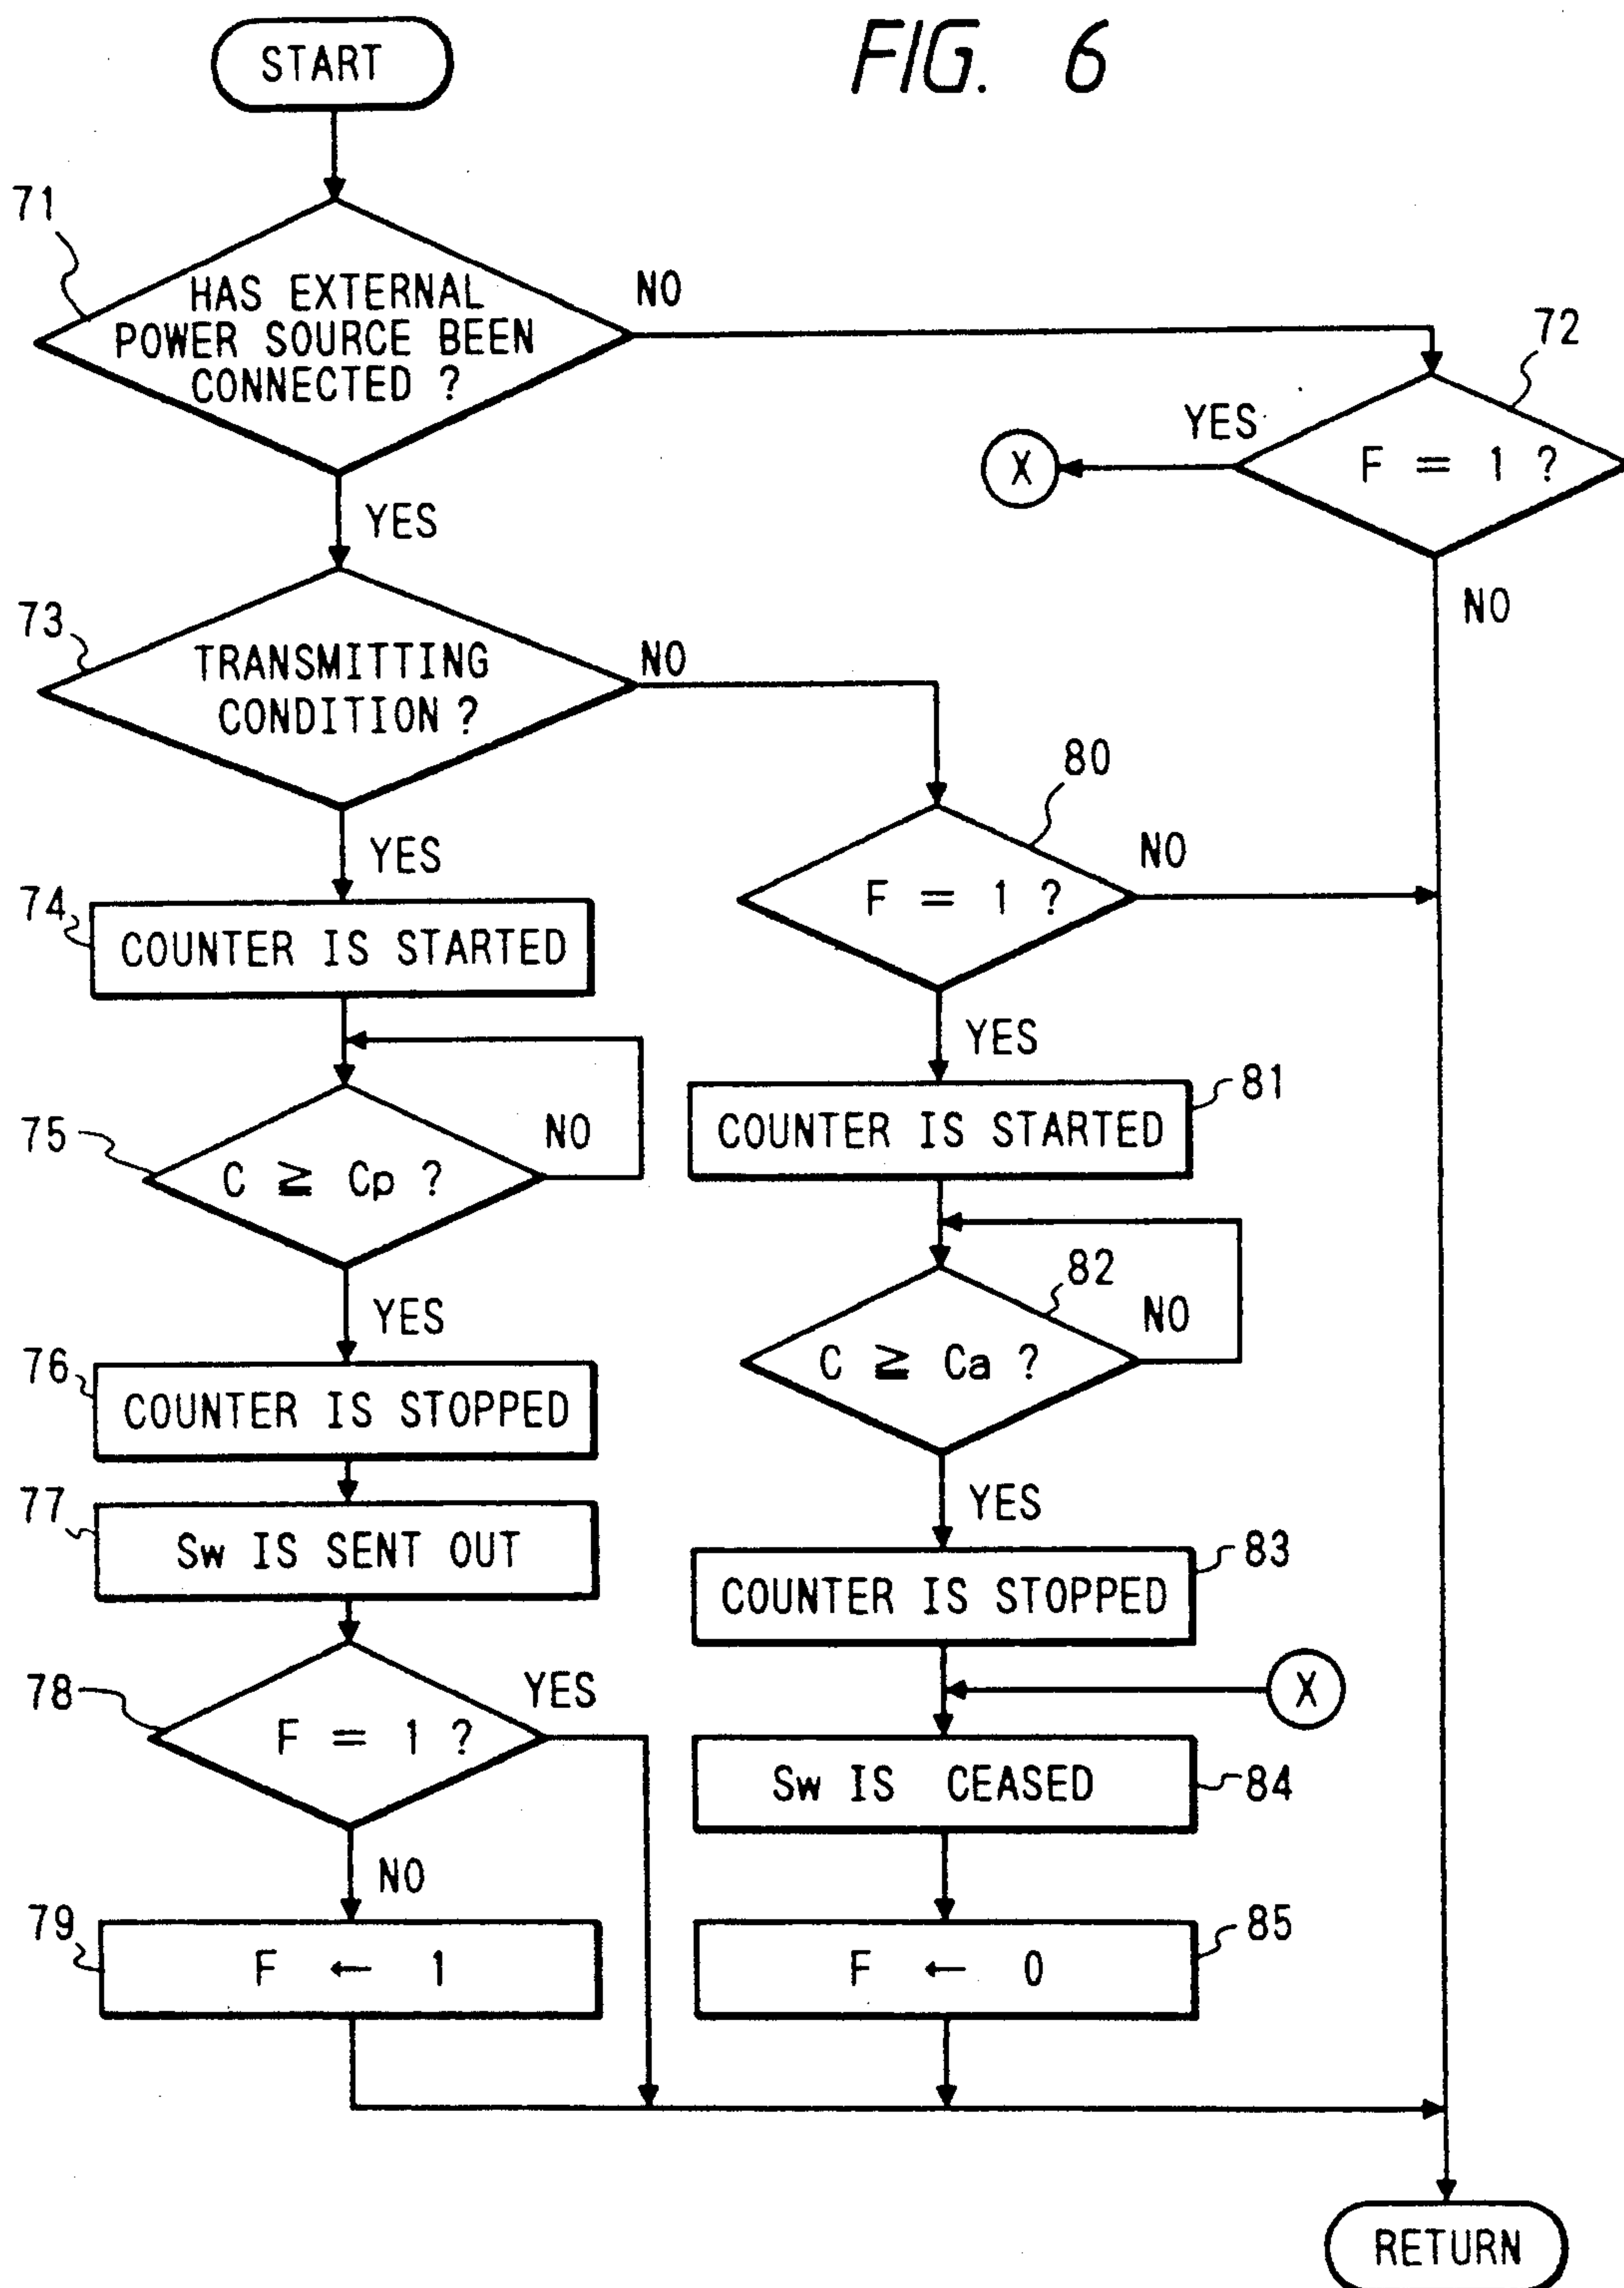 FIG. 6
START
71
HAS EXTERNAL
POWER SOURCE BEEN
CONNECTED ?
NO
YES
72
F = 1 ?
YES
X
NO
73
TRANSMITTING
CONDITION ?
NO
YES
80
F = 1 ?
NO
YES
74
COUNTER IS STARTED
81
COUNTER IS STARTED
75
C ≧ Cp ?
NO
YES
82
C ≧ Ca ?
NO
YES
76
COUNTER IS STOPPED
77
Sw IS SENT OUT
83
COUNTER IS STOPPED
X
78
F = 1 ?
YES
NO
84
Sw IS CEASED
79
F ← 1
85
F ← 0
RETURN